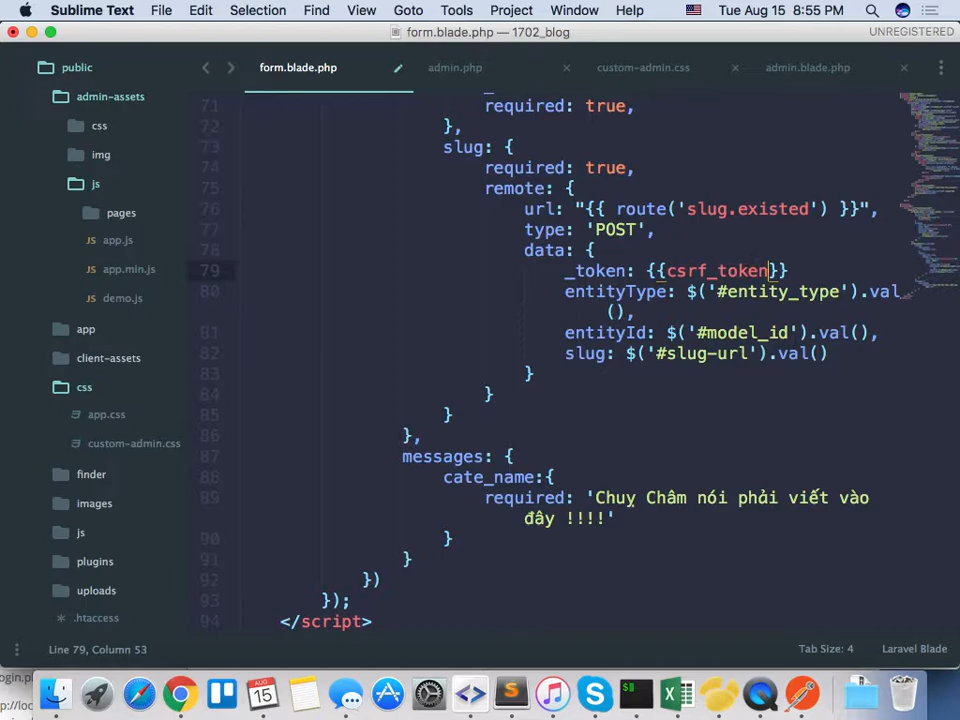 Sublime Text File Edit Selection Find View Goto Tools Project Window Help Tue Aug 15 8:55 PM
form.blade.php — 1702_blog UNREGISTERED
public
admin-assets
css
img
js
pages
app.js
app.min.js
demo.js
app
client-assets
css
app.css
custom-admin.css
finder
images
js
plugins
uploads
.htaccess
form.blade.php admin.php custom-admin.css admin.blade.php
71 required: true,
72 },
73 slug: {
74 required: true,
75 remote: {
76 url: "{{ route('slug.existed') }}",
77 type: 'POST',
78 data: {
79 _token: {{csrf_token}}
80 entityType: $('#entity_type').val
(),
81 entityId: $('#model_id').val(),
82 slug: $('#slug-url').val()
83 }
84 }
85 }
86 },
87 messages: {
88 cate_name:{
89 required: 'Chuỵ Châm nói phải viết vào
đây !!!!'
90 }
91 }
92 })
93 });
94 </script>
Line 79, Column 53 Tab Size: 4 Laravel Blade
ogin.p
p://loc
AUG
15